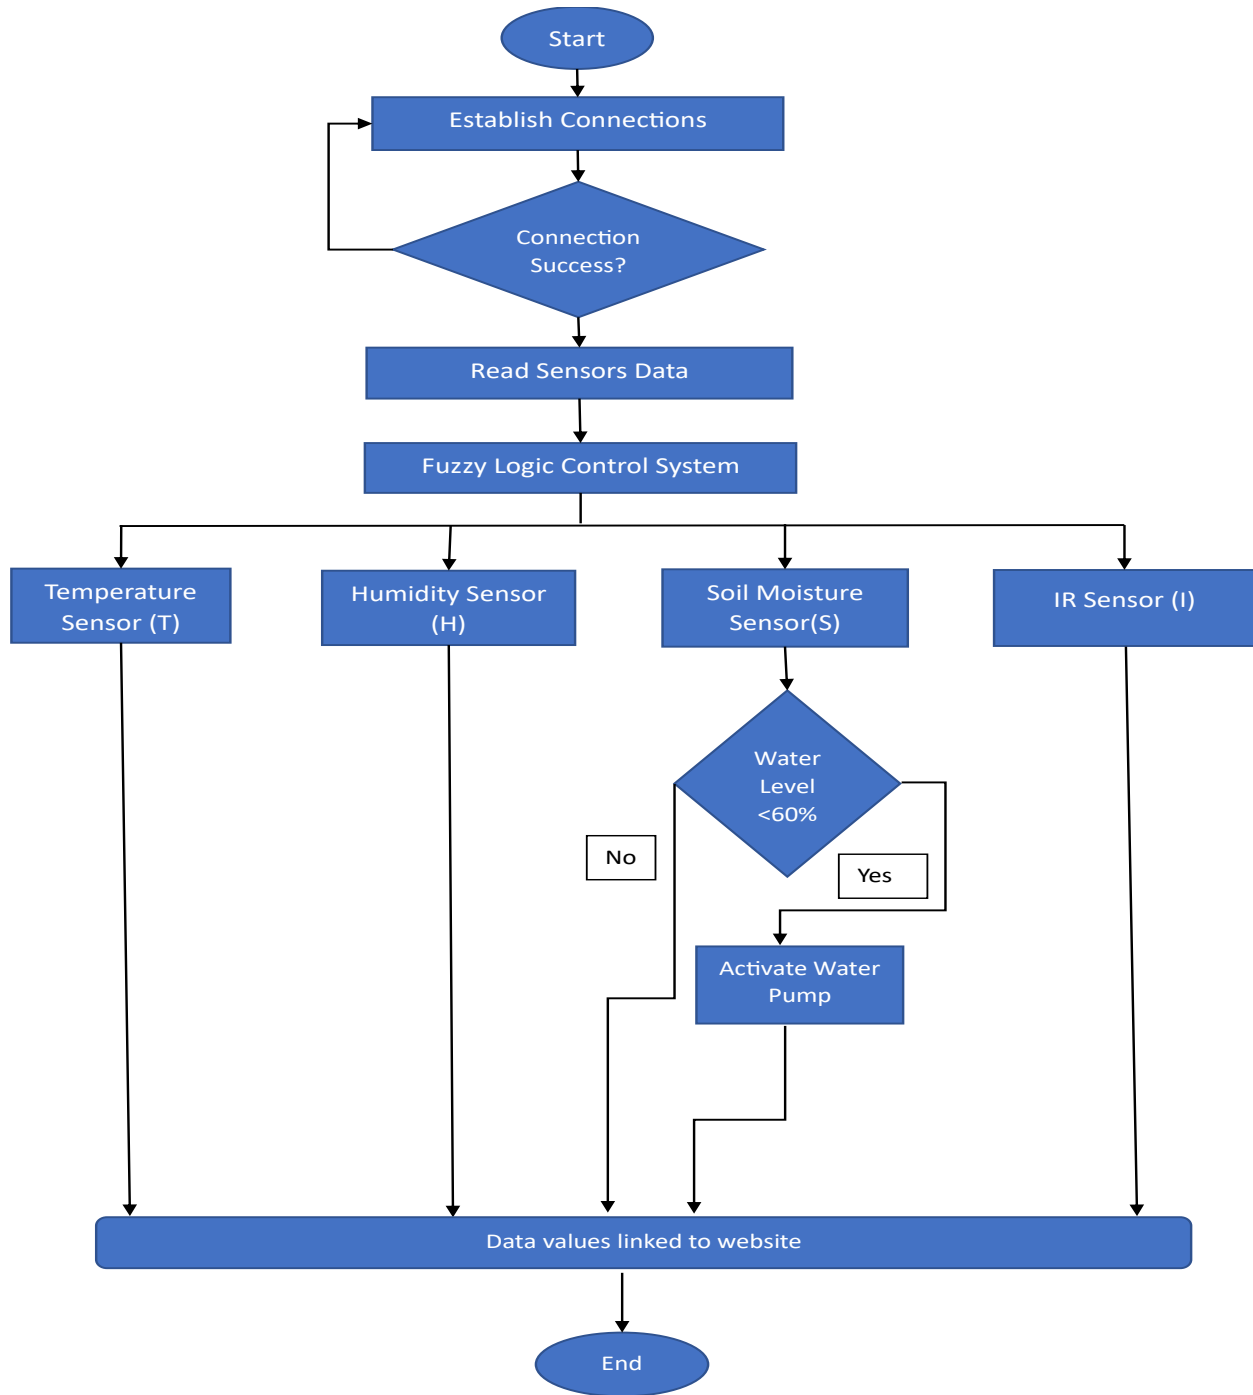 Start
Establish Connections
Connection
Success?
Read Sensors Data
Fuzzy Logic Control System
Temperature
Sensor (T)
Humidity Sensor
(H)
Soil Moisture
Sensor(S)
IR Sensor (I)
Water
Level
<60%
No
Yes
Activate Water
Pump
Data values linked to website
End